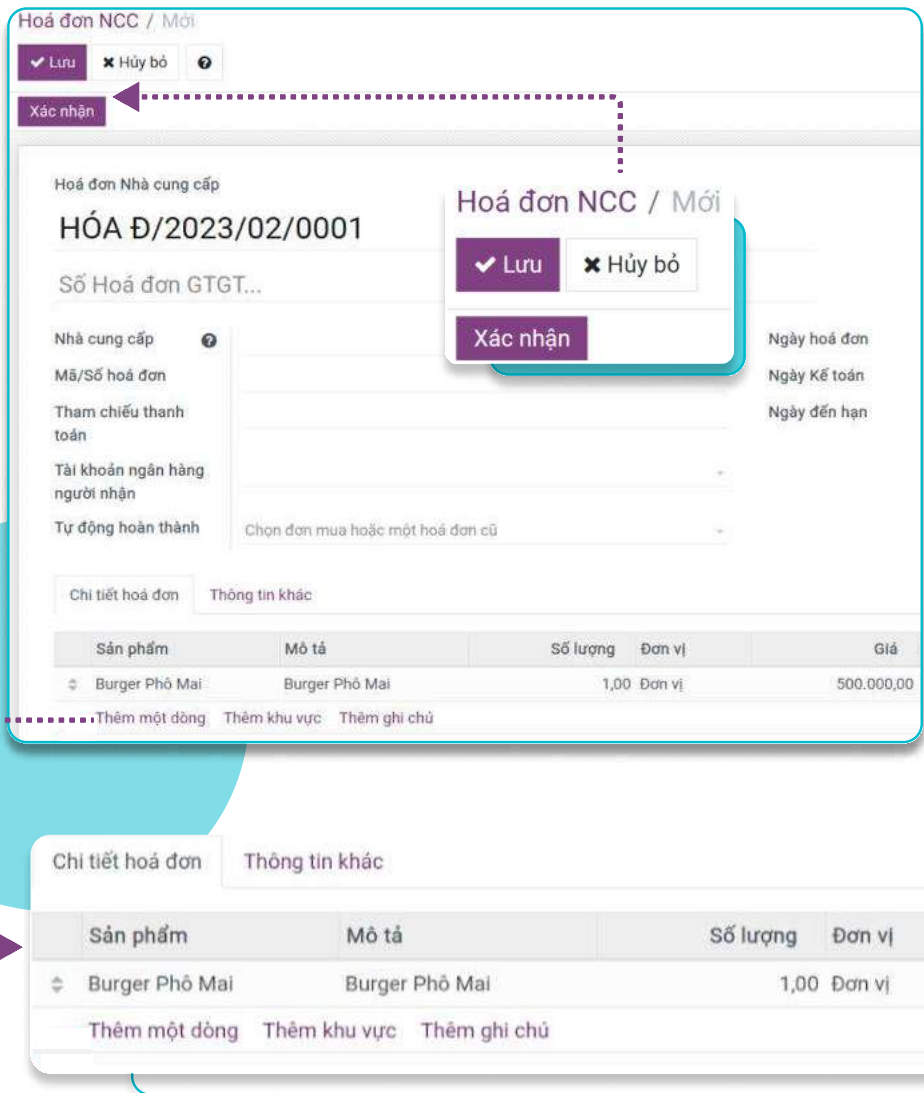 Hoá đơn NCC / Mới
Lưu Hủy bỏ
Xác nhận
Hoá đơn Nhà cung cấp
HÓA Đ/2023/02/0001
Số Hoá đơn GTGT...
Hoá đơn NCC / Mới
Lưu Hủy bỏ
Xác nhận
Nhà cung cấp
Mã/Số hoá đơn
Tham chiếu thanh
toán
Tài khoản ngân hàng
người nhận
Tự động hoàn thành Chọn đơn mua hoặc một hoá đơn cũ
Ngày hoá đơn
Ngày Kế toán
Ngày đến hạn
Chi tiết hoá đơn Thông tin khác
Sản phẩm Mô tả Số lượng Đơn vị Giá
Burger Phô Mai Burger Phô Mai 1,00 Đơn vị 500.000,00
Thêm một dòng Thêm khu vực Thêm ghi chú
Chi tiết hoá đơn Thông tin khác
Sản phẩm Mô tả Số lượng Đơn vị
Burger Phô Mai Burger Phô Mai 1,00 Đơn vị
Thêm một dòng Thêm khu vực Thêm ghi chú